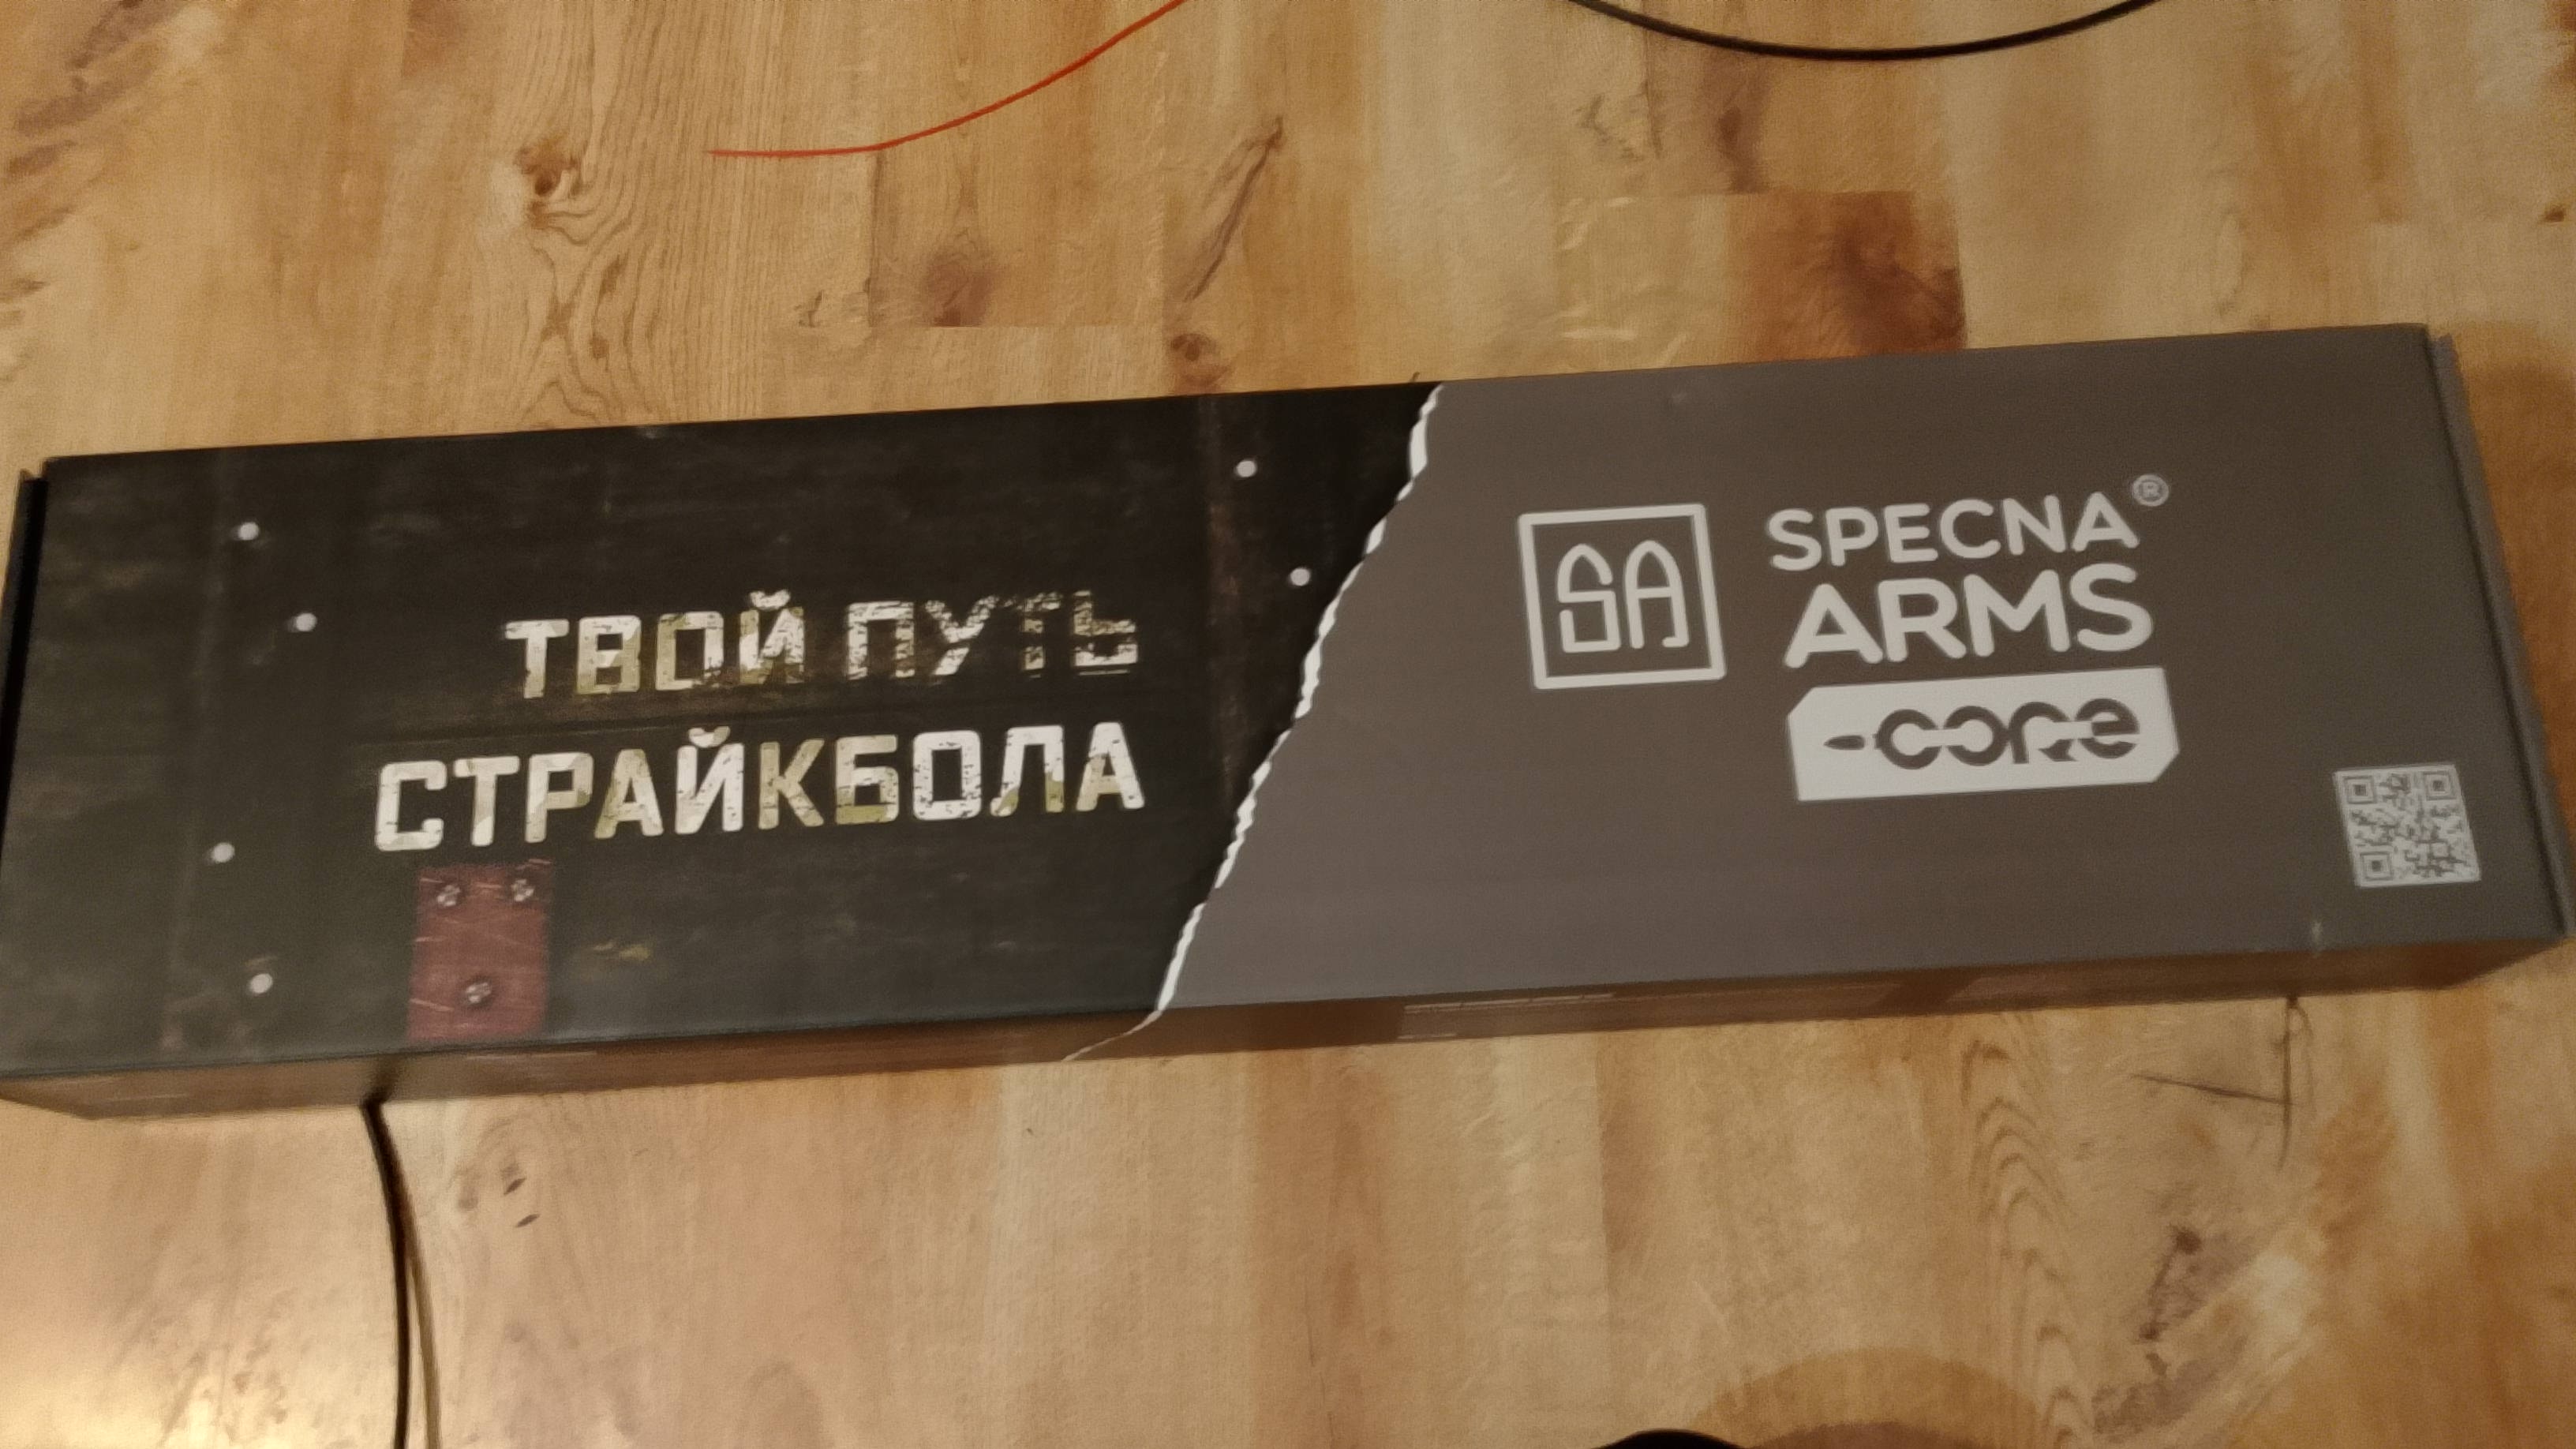 ТВОЙ ПУТЬ
СТРАЙКБОЛА
SA
SPECNA®
ARMS
CORE